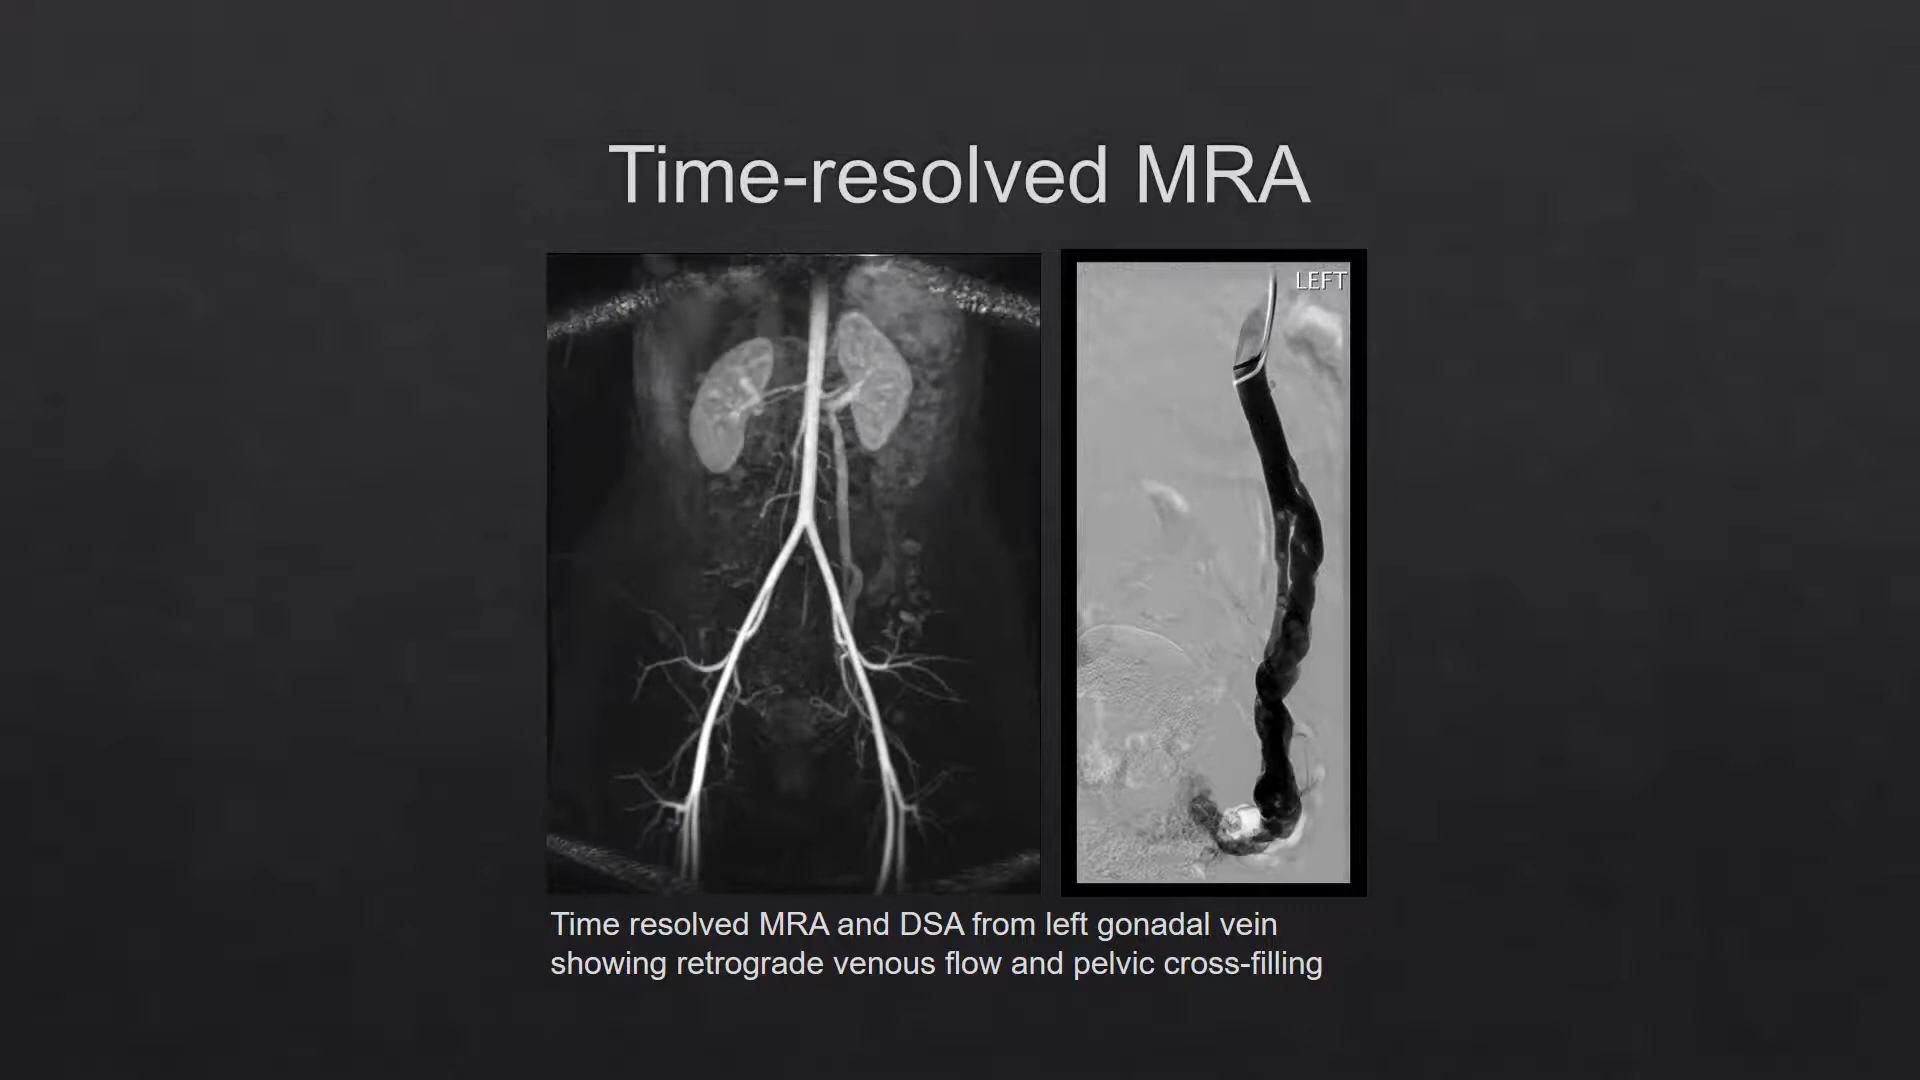 Time-resolved MRA
LEFT
Time resolved MRA and DSA from left gonadal vein
showing retrograde venous flow and pelvic cross-filling